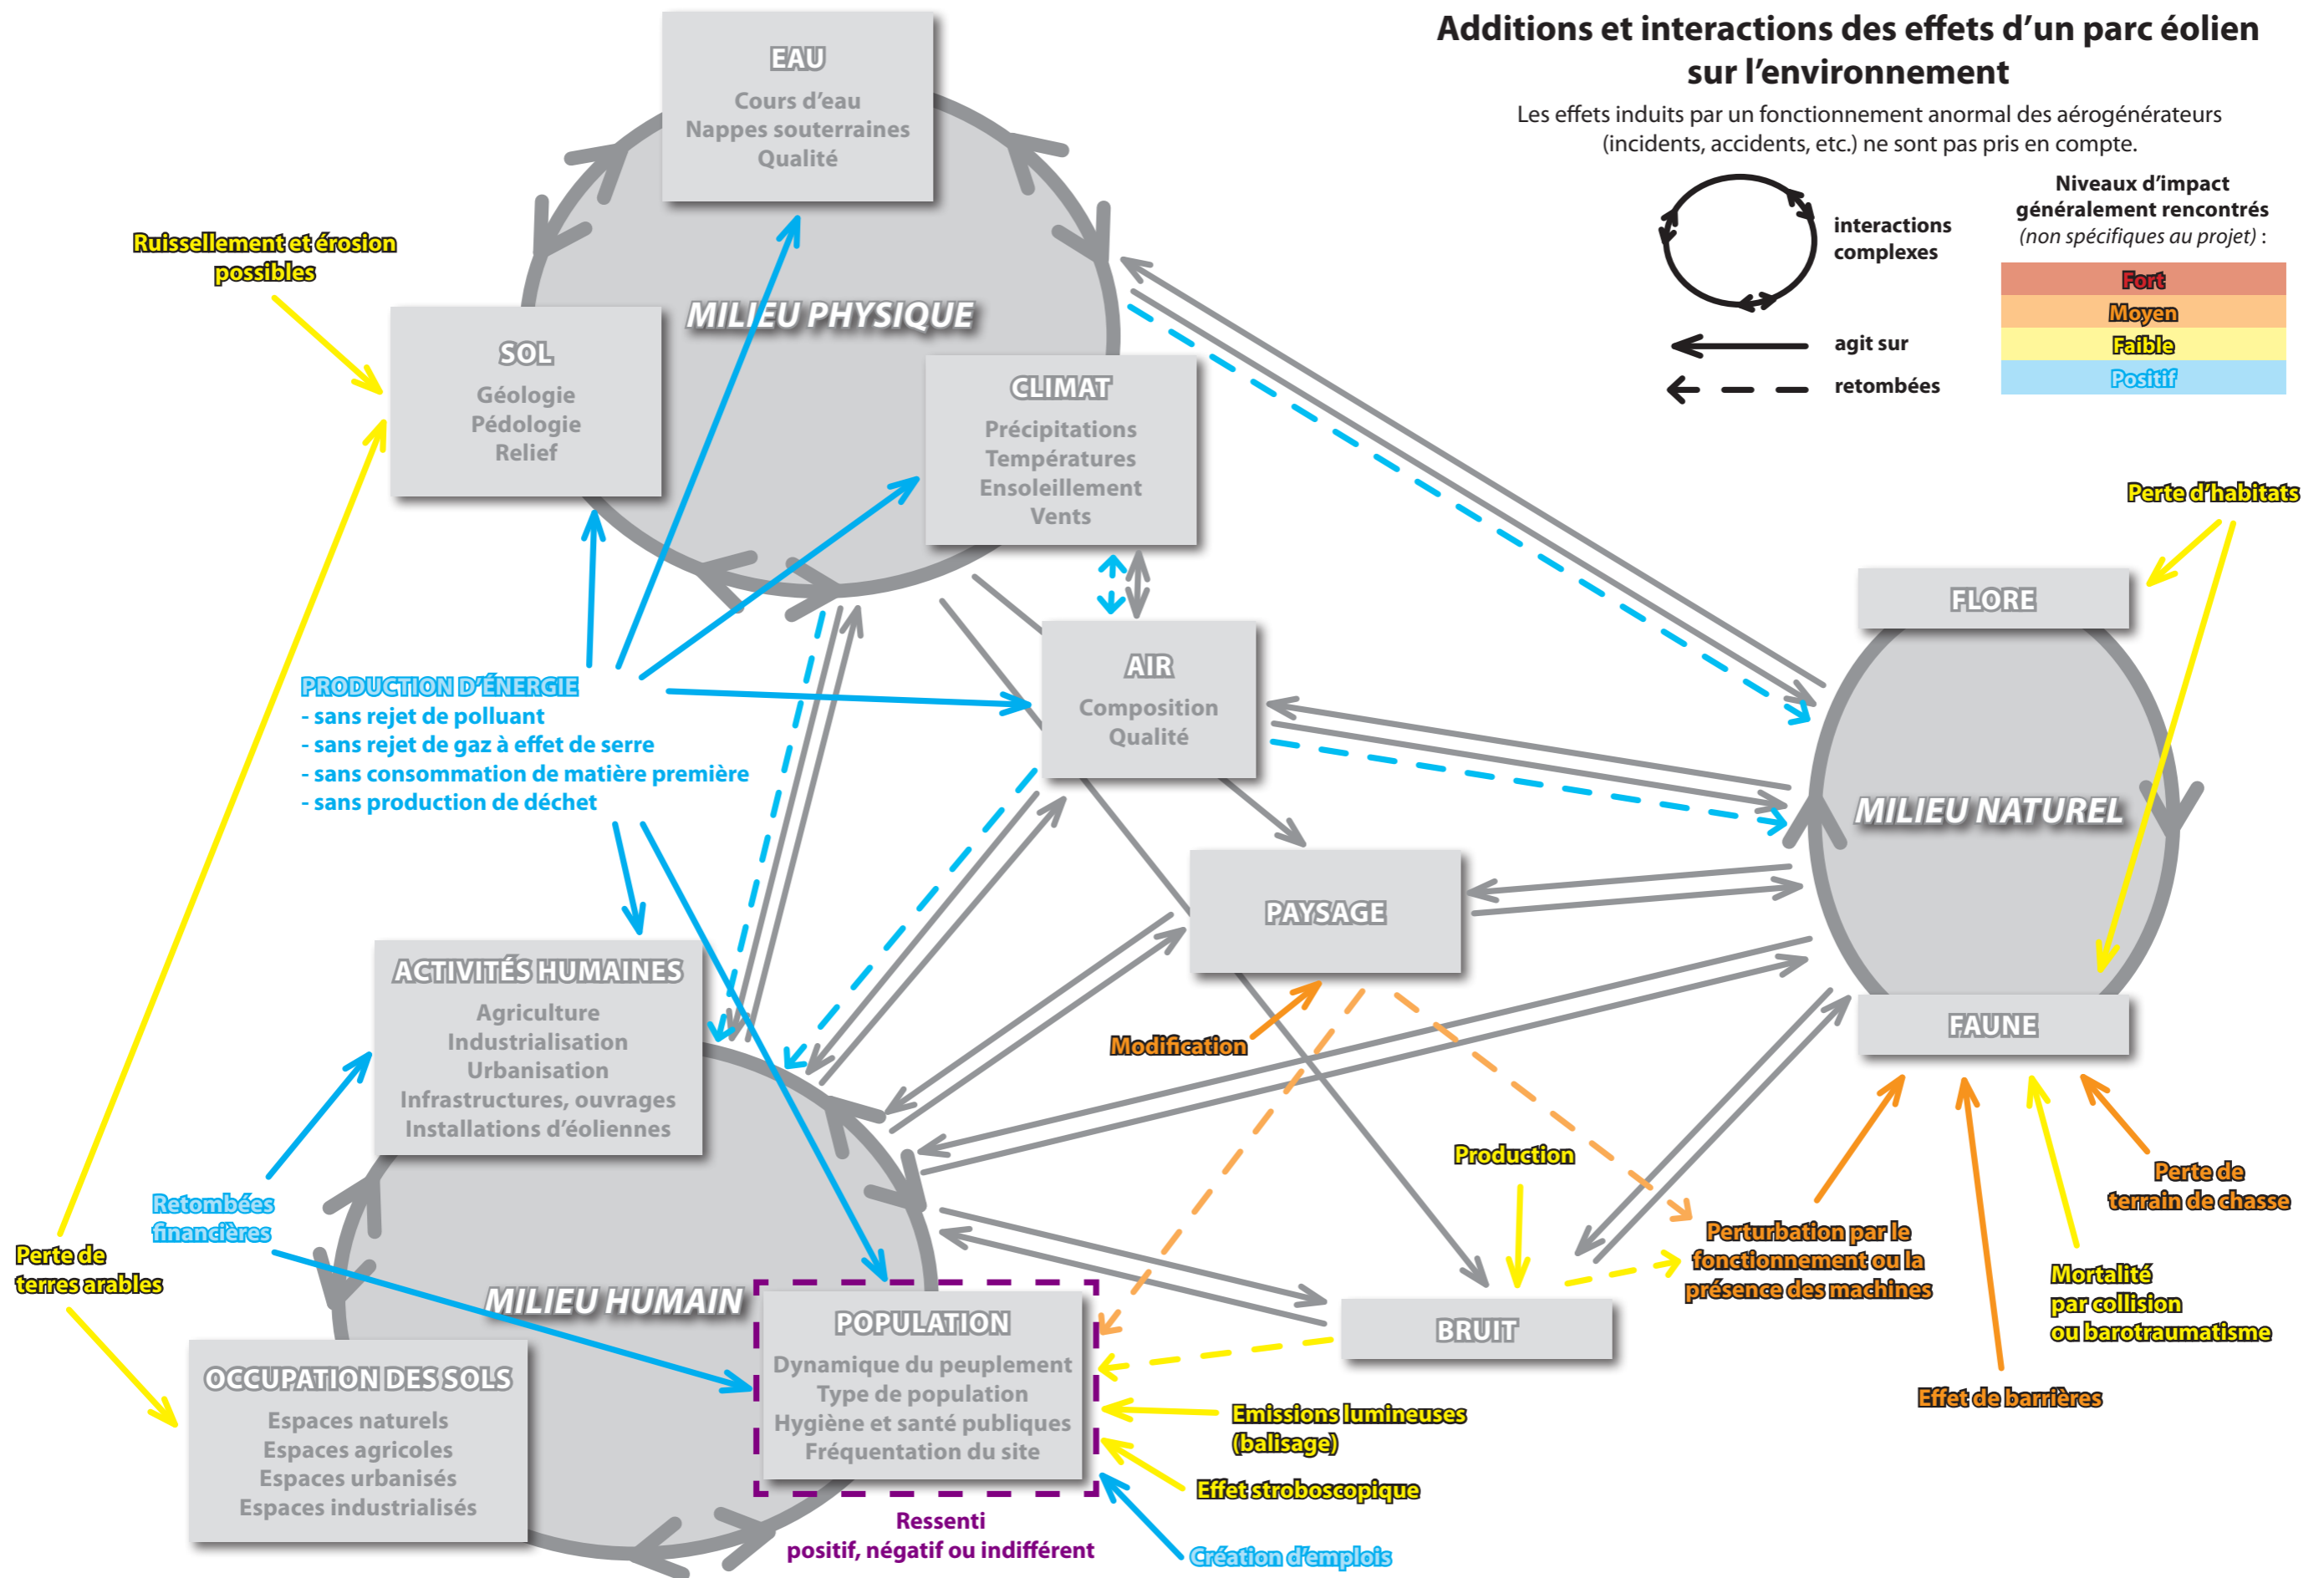 Additions et interactions des effets d'un parc éolien
sur l'environnement
Les effets induits par un fonctionnement anormal des aérogénérateurs
(incidents, accidents, etc.) ne sont pas pris en compte.
interactions
complexes
agit sur
retombées
Niveaux d'impact
généralement rencontrés
(non spécifiques au projet) :
Fort
Moyen
Faible
Positif
EAU
Cours d'eau
Nappes souterraines
Qualité
Ruissellement et érosion
possibles
MILIEU PHYSIQUE
SOL
Géologie
Pédologie
Relief
CLIMAT
Précipitations
Températures
Ensoleillement
Vents
Perte d'habitats
FLORE
AIR
Composition
Qualité
PRODUCTION D'ÉNERGIE
- sans rejet de polluant
- sans rejet de gaz à effet de serre
- sans consommation de matière première
- sans production de déchet
MILIEU NATUREL
PAYSAGE
ACTIVITÉS HUMAINES
Agriculture
Industrialisation
Urbanisation
Infrastructures, ouvrages
Installations d'éoliennes
Modification
FAUNE
Production
Perte de
terrain de chasse
Retombées
financières
Perturbation par le
fonctionnement ou la
présence des machines
Perte de
terres arables
Mortalité
par collision
ou barotraumatisme
MILIEU HUMAIN
POPULATION
Dynamique du peuplement
Type de population
Hygiène et santé publiques
Fréquentation du site
BRUIT
OCCUPATION DES SOLS
Espaces naturels
Espaces agricoles
Espaces urbanisés
Espaces industrialisés
Effet de barrières
Emissions lumineuses
(balisage)
Effet stroboscopique
Ressenti
positif, négatif ou indifférent
Création d'emplois